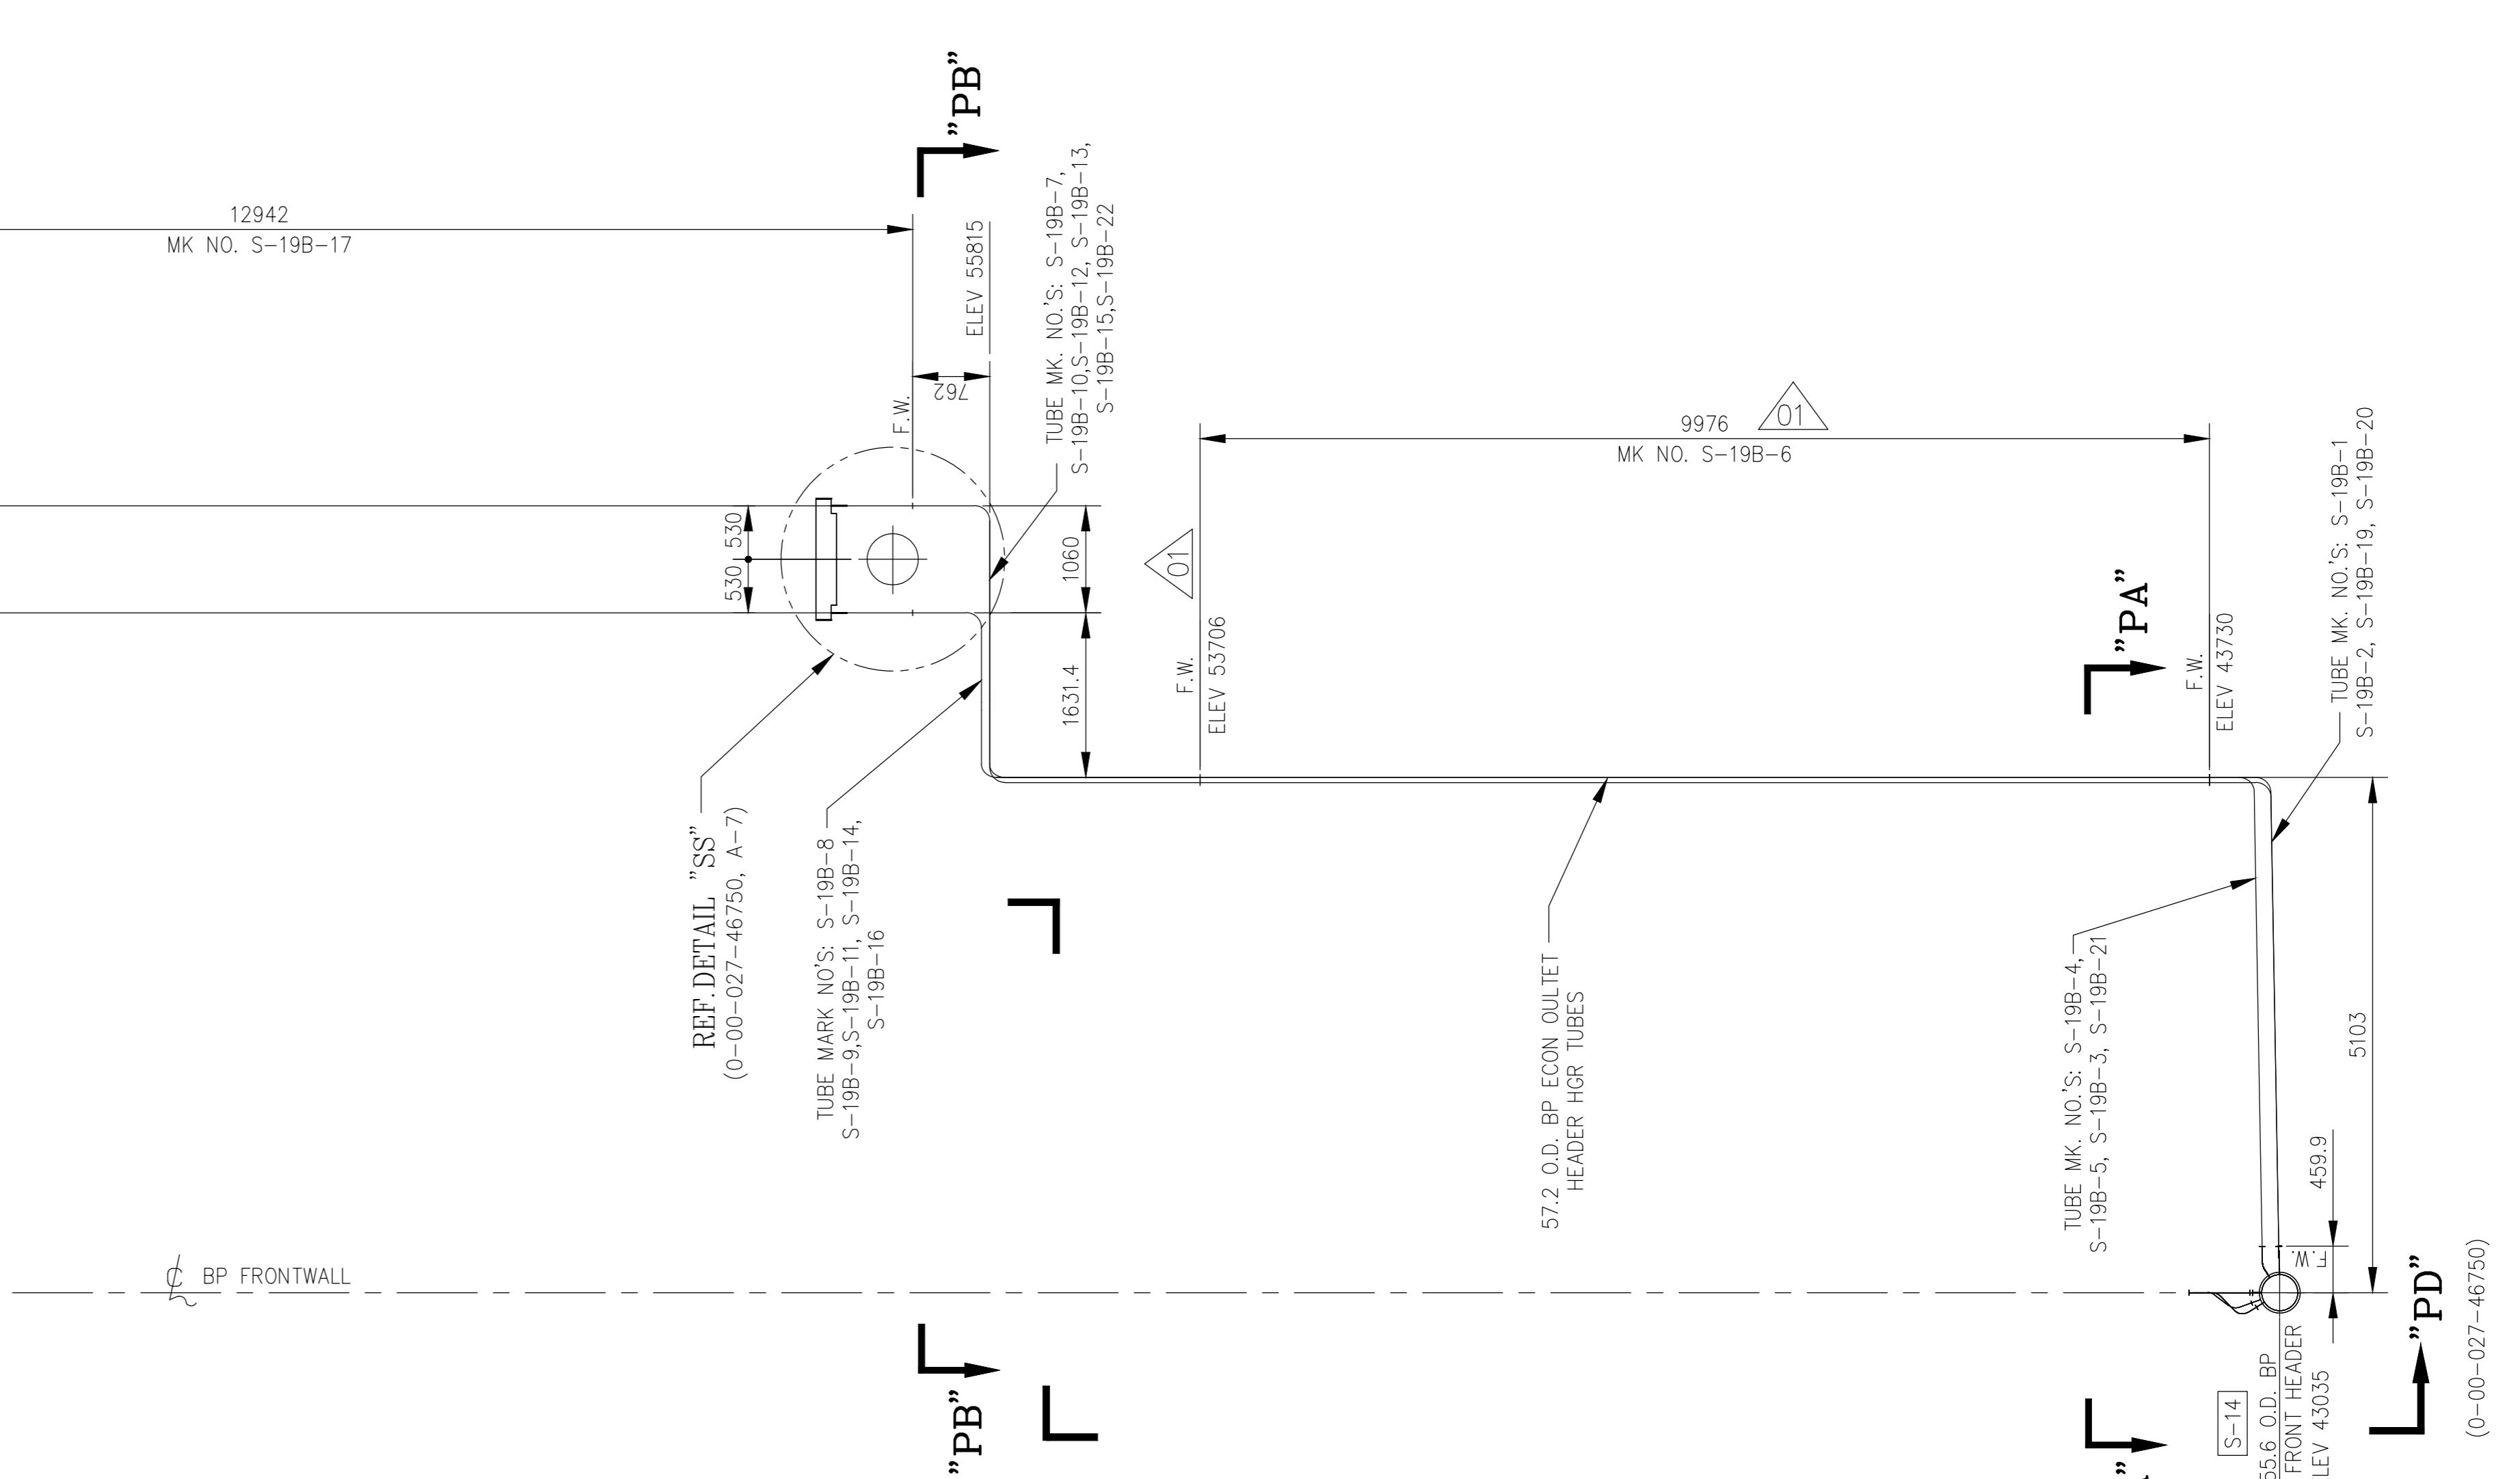 "PB"
12942
MK NO. S-19B-17
ELEV 55815
TUBE MK. NO.'S: S-19B-7,
S-19B-10,S-19B-12, S-19B-13,
S-19B-15,S-19B-22
762
F.W.
9976
01
MK NO. S-19B-6
530 530
1060
01
1631.4
F.W.
ELEV 53706
"PA"
F.W.
ELEV 43730
TUBE MK. NO.'S: S-19B-1
S-19B-2, S-19B-19, S-19B-20
REF.DETAIL "SS"
(0-00-027-46750, A-7)
TUBE MARK NO'S: S-19B-8
S-19B-9,S-19B-11, S-19B-14,
S-19B-16
57.2 O.D. BP ECON OULTET
HEADER HGR TUBES
TUBE MK. NO.'S: S-19B-4,
S-19B-5, S-19B-3, S-19B-21
5103
459.9
F.W.
BP FRONTWALL
"PB"
S-14
55.6 O.D. BP
FRONT HEADER
LEV 43035
"PD"
(0-00-027-46750)